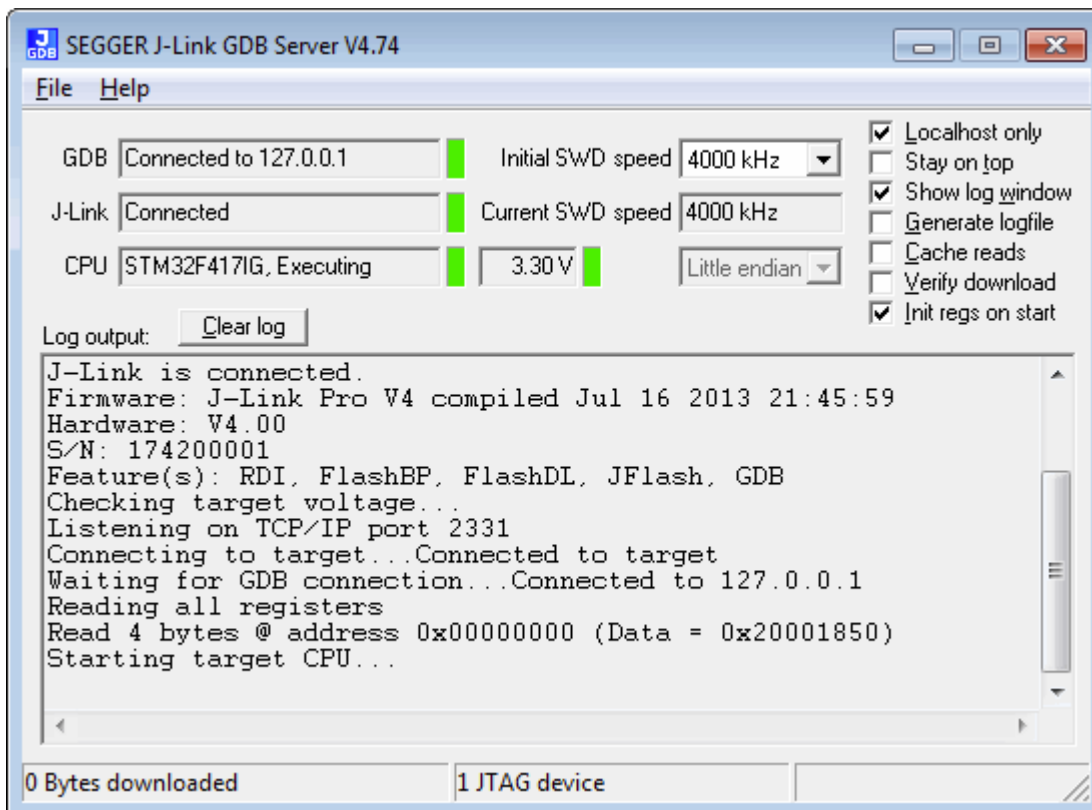 J
GDB
SEGGER J-Link GDB Server V4.74
File Help
GDB Connected to 127.0.0.1 Initial SWD speed 4000 kHz
J-Link Connected Current SWD speed 4000 kHz
CPU STM32F417IG, Executing 3.30 V Little endian
Localhost only
Stay on top
Show log window
Generate logfile
Cache reads
Verify download
Init regs on start
Log output: Clear log
J-Link is connected.
Firmware: J-Link Pro V4 compiled Jul 16 2013 21:45:59
Hardware: V4.00
S/N: 174200001
Feature(s): RDI, FlashBP, FlashDL, JFlash, GDB
Checking target voltage...
Listening on TCP/IP port 2331
Connecting to target...Connected to target
Waiting for GDB connection...Connected to 127.0.0.1
Reading all registers
Read 4 bytes @ address 0x00000000 (Data = 0x20001850)
Starting target CPU...
0 Bytes downloaded 1 JTAG device